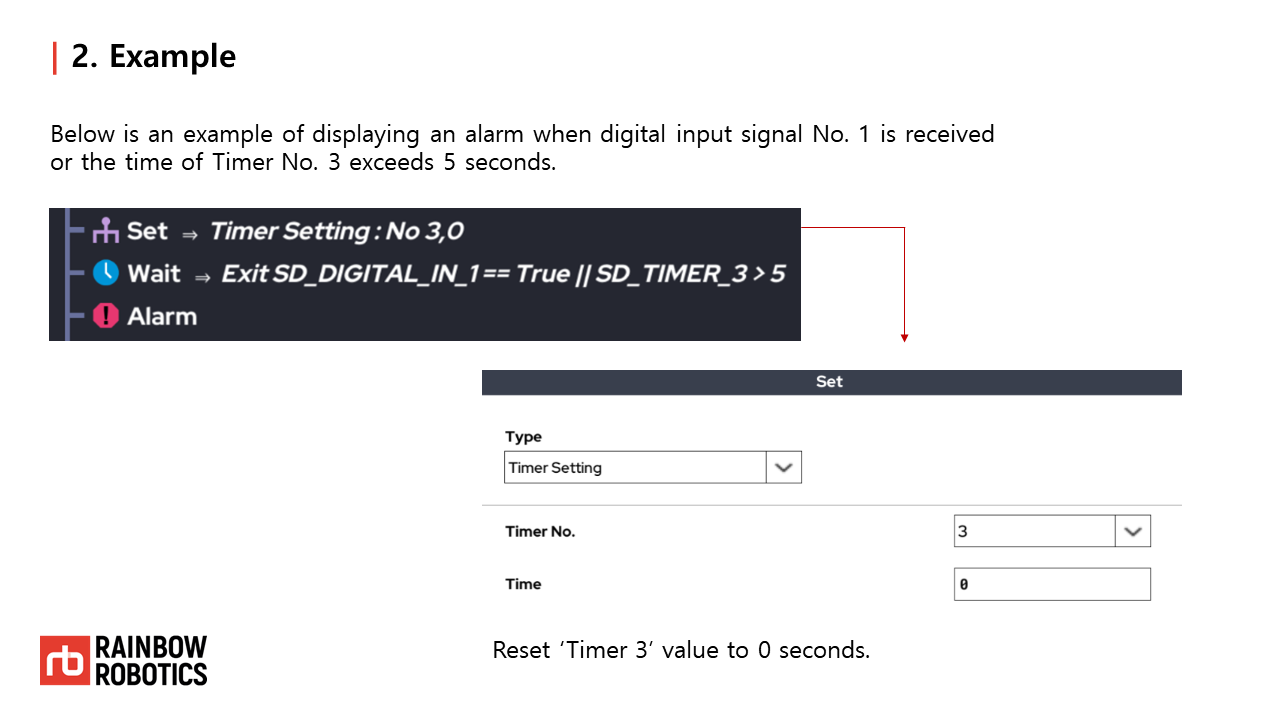 2. Example
Below is an example of displaying an alarm when digital input signal No. 1 is received
or the time of Timer No. 3 exceeds 5 seconds.
Set ⇒ Timer Setting : No 3,0
Wait ⇒ Exit SD_DIGITAL_IN_1 == True || SD_TIMER_3 > 5
Alarm
Set
Type
Timer Setting
Timer No. 3
Time 0
Reset ‘Timer 3’ value to 0 seconds.
rb RAINBOW
ROBOTICS